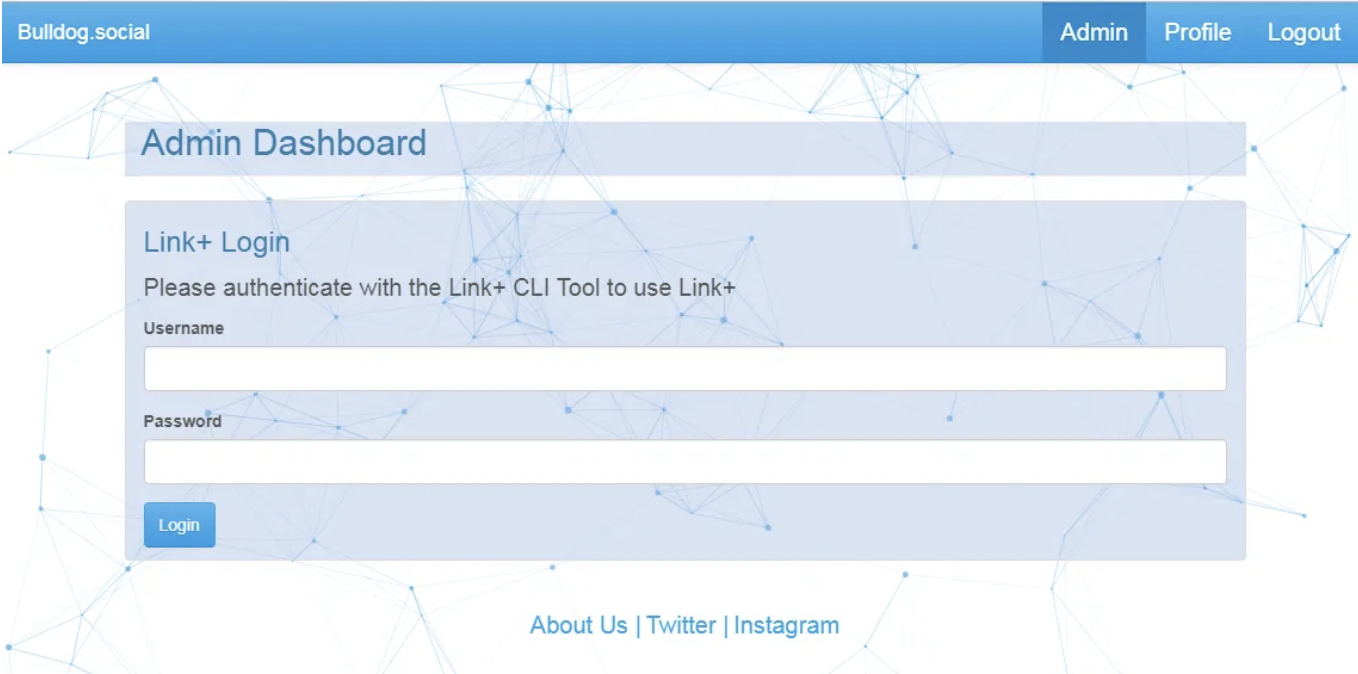 Bulldog.social
Admin Profile Logout
Admin Dashboard
Link+ Login
Please authenticate with the Link+ CLI Tool to use Link+
Username
Password
Login
About Us | Twitter | Instagram